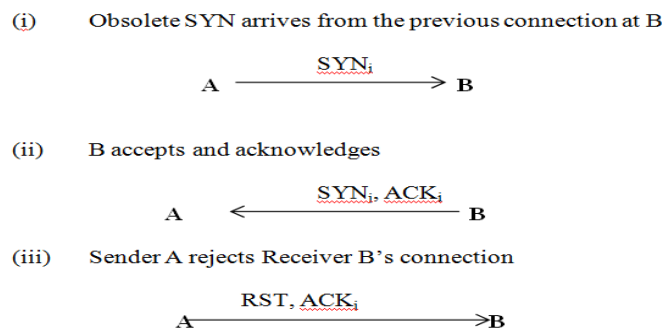 (i) Obsolete SYN arrives from the previous connection at B
SYNi
A B
(ii) B accepts and acknowledges
SYNj, ACKi
A B
(iii) Sender A rejects Receiver B's connection
RST, ACKj
A B